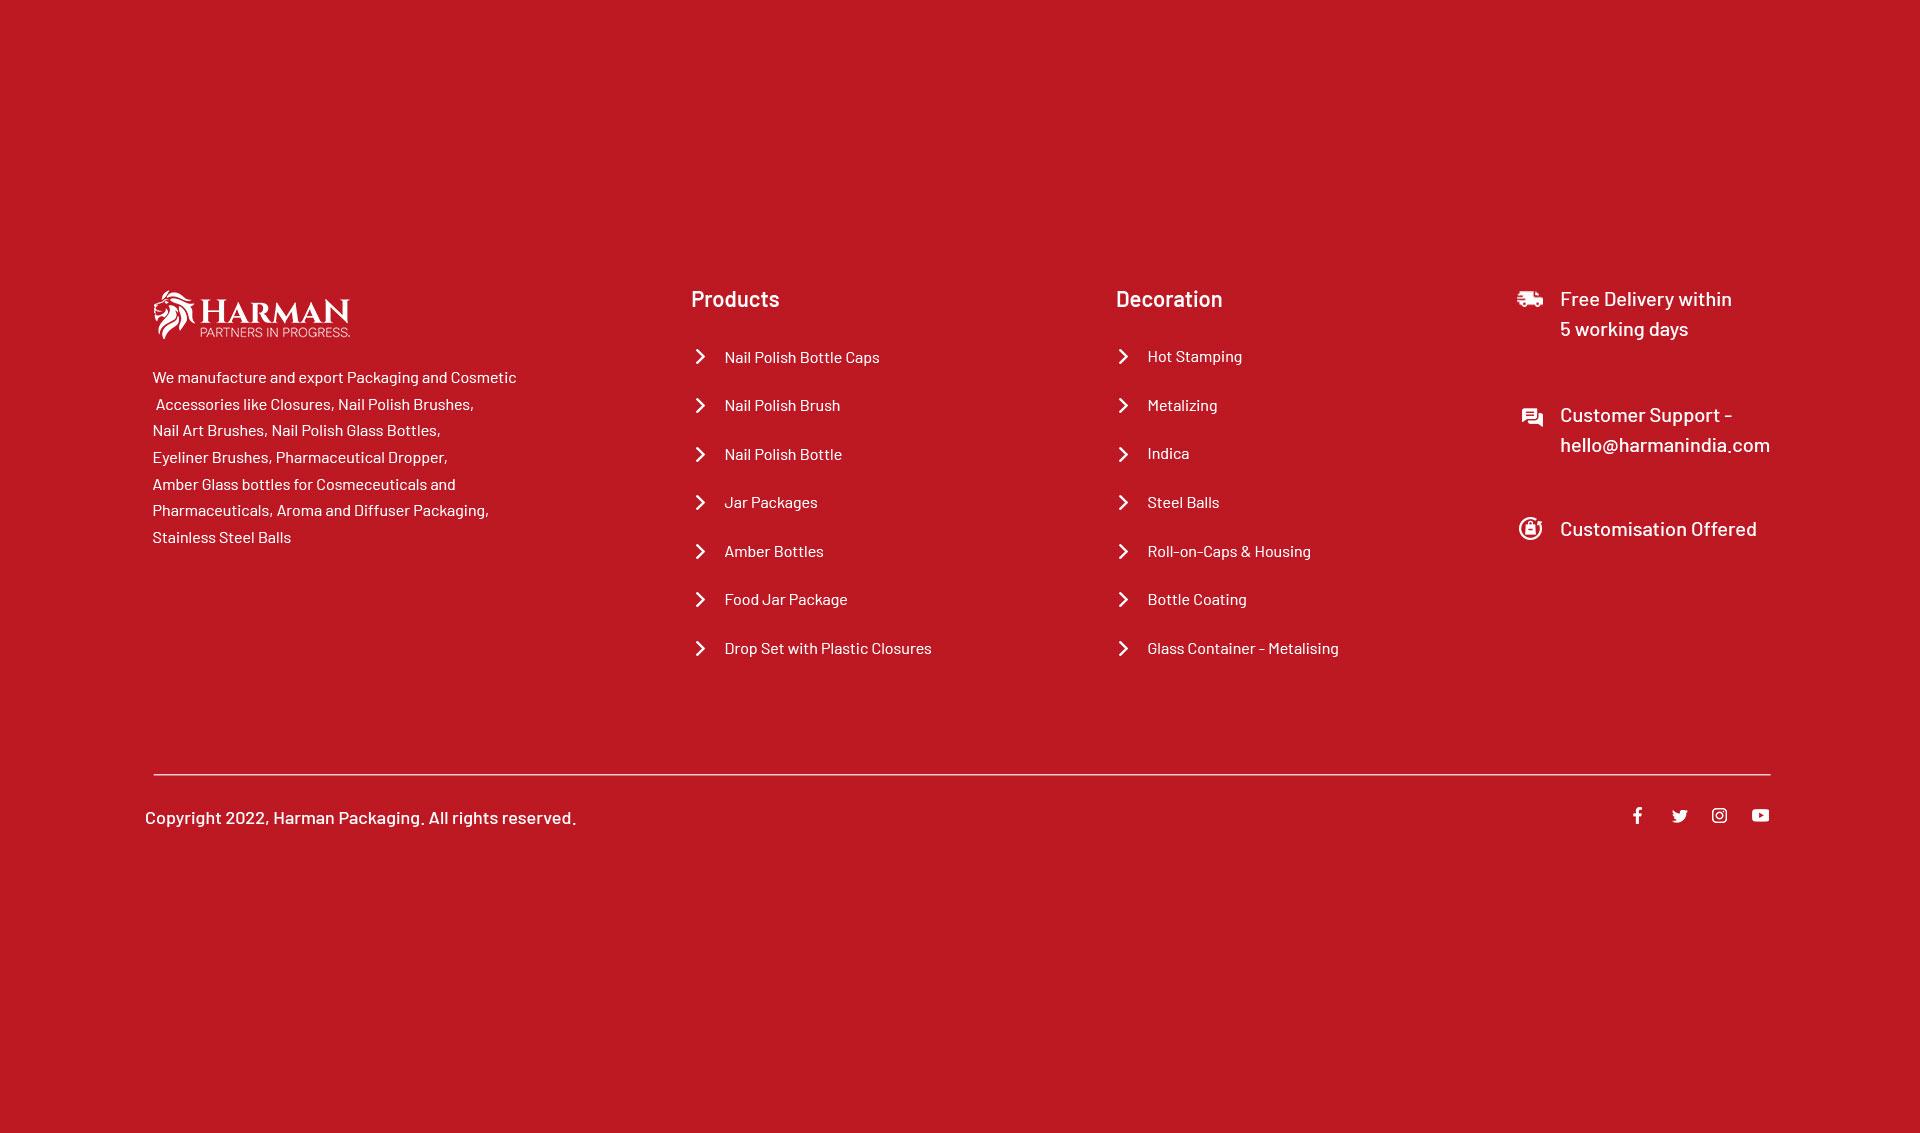 HARMAN
PARTNERS IN PROGRESS.
We manufacture and export Packaging and Cosmetic
Accessories like Closures, Nail Polish Brushes,
Nail Art Brushes, Nail Polish Glass Bottles,
Eyeliner Brushes, Pharmaceutical Dropper,
Amber Glass bottles for Cosmeceuticals and
Pharmaceuticals, Aroma and Diffuser Packaging,
Stainless Steel Balls
Products
Nail Polish Bottle Caps
Nail Polish Brush
Nail Polish Bottle
Jar Packages
Amber Bottles
Food Jar Package
Drop Set with Plastic Closures
Decoration
Hot Stamping
Metalizing
Indica
Steel Balls
Roll-on-Caps & Housing
Bottle Coating
Glass Container - Metalising
Free Delivery within
5 working days
Customer Support -
hello@harmanindia.com
Customisation Offered
Copyright 2022, Harman Packaging. All rights reserved.